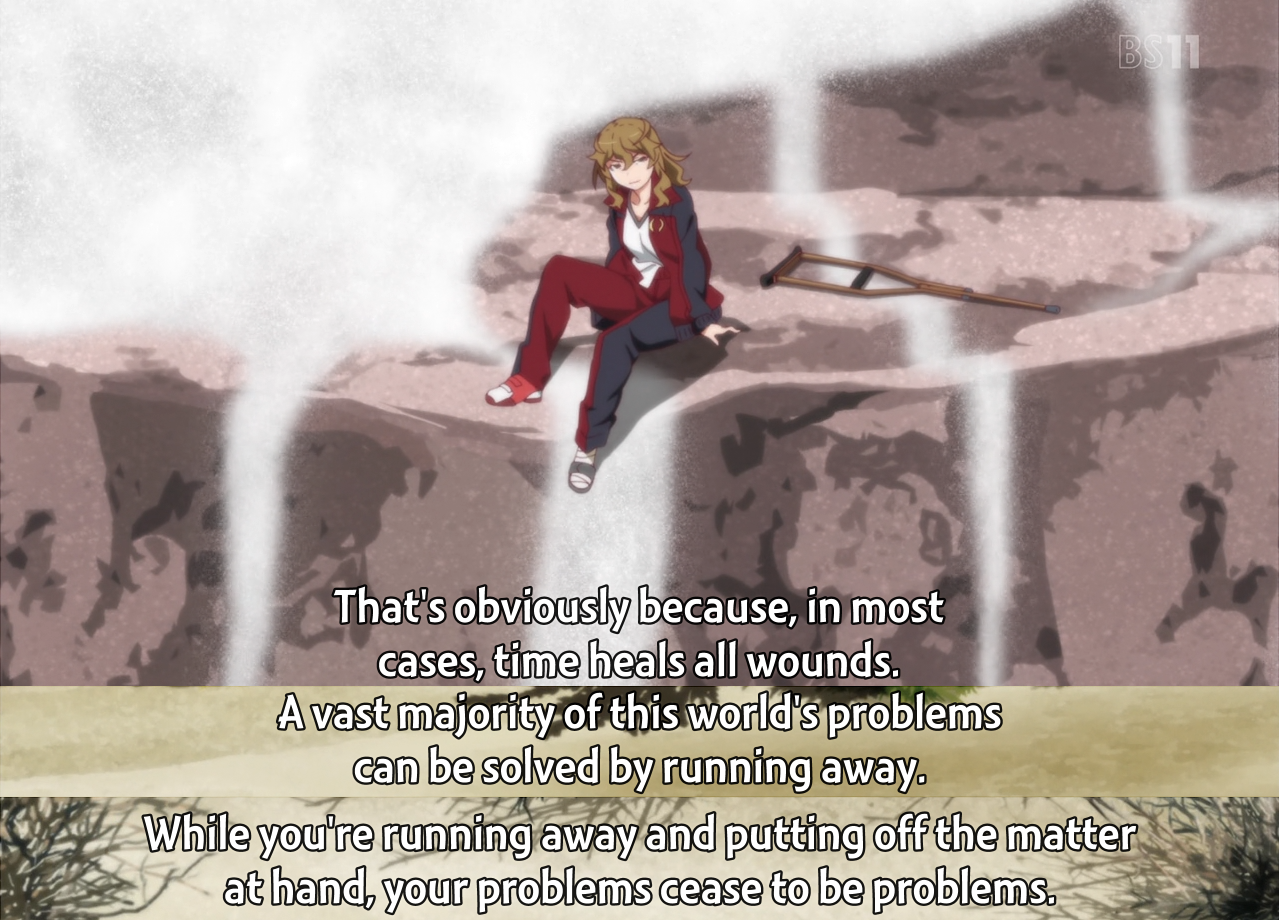 BS11
That's obviously because, in most
cases, time heals all wounds.
A vast majority of this world's problems
can be solved by running away.
While you're running away and putting off the matter
at hand, your problems cease to be problems.